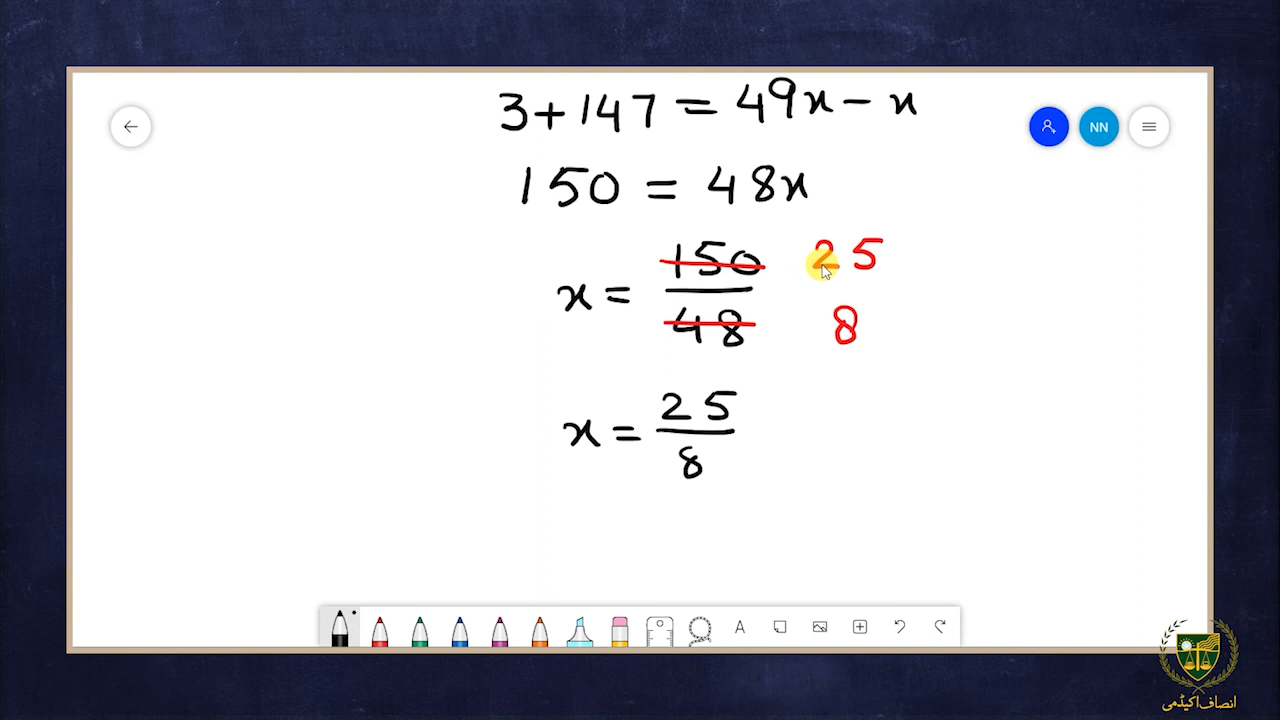 3+147 = 49x - x
NN
150 = 48x
x = 150/48 25/8
x = 25/8
A
انصاف اکیڈمی